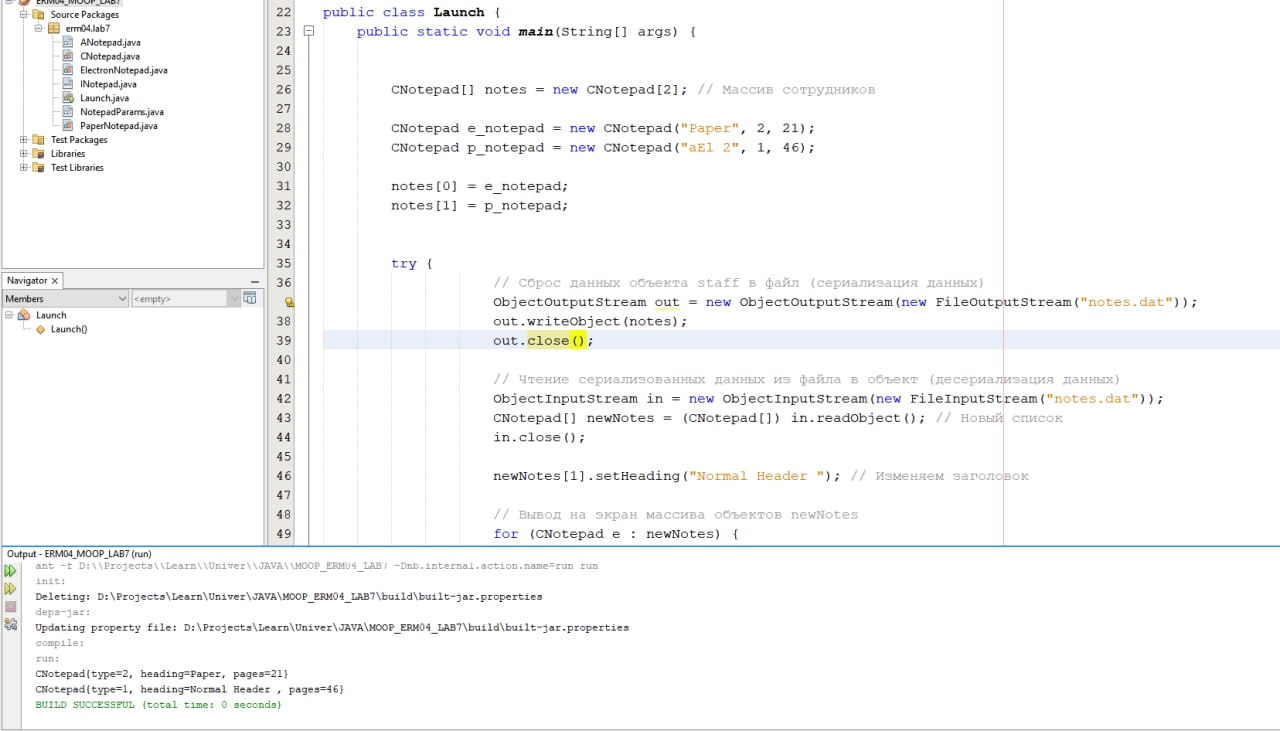 ERM04_MOOP_LAB7
Source Packages
erm04.lab7
ANotepad.java
CNotepad.java
ElectronNotepad.java
INotepad.java
Launch.java
NotepadParams.java
PaperNotepad.java
Test Packages
Libraries
Test Libraries
Navigator ×
Members
<empty>
Launch
Launch()
22 public class Launch {
23 public static void main(String[] args) {
24
25
26 CNotepad[] notes = new CNotepad[2]; // Массив сотрудников
27
28 CNotepad e_notepad = new CNotepad("Paper", 2, 21);
29 CNotepad p_notepad = new CNotepad("aEl 2", 1, 46);
30
31 notes[0] = e_notepad;
32 notes[1] = p_notepad;
33
34
35 try {
36 // Сброс данных объекта staff в файл (сериализация данных)
ObjectOutputStream out = new ObjectOutputStream(new FileOutputStream("notes.dat"));
38 out.writeObject(notes);
39 out.close();
40
41 // Чтение сериализованных данных из файла в объект (десериализация данных)
42 ObjectInputStream in = new ObjectInputStream(new FileInputStream("notes.dat"));
43 CNotepad[] newNotes = (CNotepad[]) in.readObject(); // Новый список
44 in.close();
45
46 newNotes[1].setHeading("Normal Header "); // Изменяем заголовок
47
48 // Вывод на экран массива объектов newNotes
49 for (CNotepad e : newNotes) {
Output - ERM04_MOOP_LAB7 (run)
ant -f D:\\Projects\\Learn\\Univer\\JAVA\\MOOP_ERM04_LAB7 -Dnb.internal.action.name=run run
init:
Deleting: D:\Projects\Learn\Univer\JAVA\MOOP_ERM04_LAB7\build\built-jar.properties
deps-jar:
Updating property file: D:\Projects\Learn\Univer\JAVA\MOOP_ERM04_LAB7\build\built-jar.properties
compile:
run:
CNotepad{type=2, heading=Paper, pages=21}
CNotepad{type=1, heading=Normal Header , pages=46}
BUILD SUCCESSFUL (total time: 0 seconds)